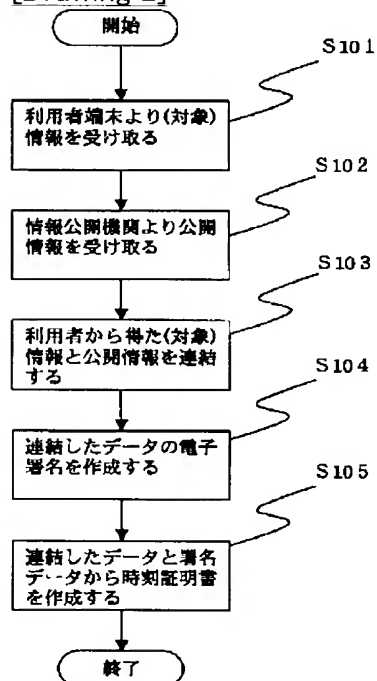 [Drawing 2]
開始
S101
利用者端末より(対象)
情報を受け取る
S102
情報公開機関より公開
情報を受け取る
S103
利用者から得た(対象)
情報と公開情報を連結
する
S104
連結したデータの電子
署名を作成する
S105
連結したデータと署名
データから時刻証明書
を作成する
終了